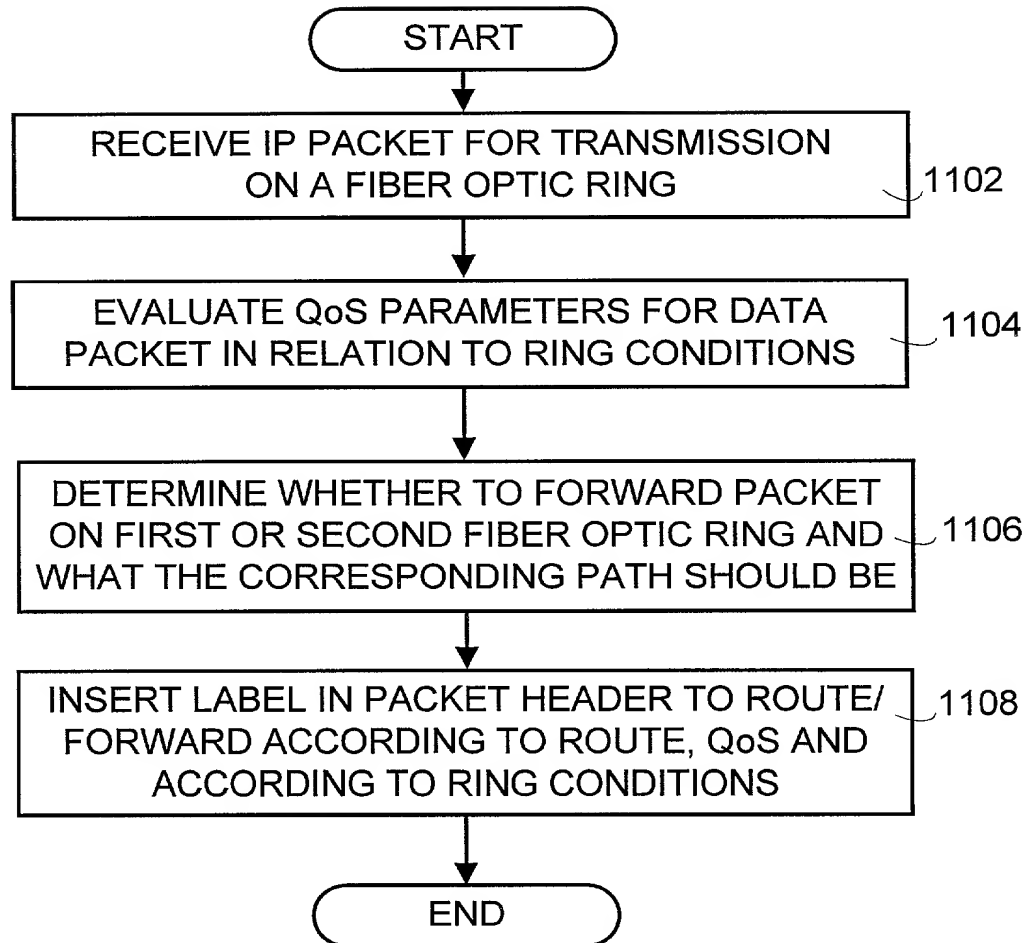 START
RECEIVE IP PACKET FOR TRANSMISSION
ON A FIBER OPTIC RING
1102
EVALUATE QoS PARAMETERS FOR DATA
PACKET IN RELATION TO RING CONDITIONS
1104
DETERMINE WHETHER TO FORWARD PACKET
ON FIRST OR SECOND FIBER OPTIC RING AND
WHAT THE CORRESPONDING PATH SHOULD BE
1106
INSERT LABEL IN PACKET HEADER TO ROUTE/
FORWARD ACCORDING TO ROUTE, QoS AND
ACCORDING TO RING CONDITIONS
1108
END